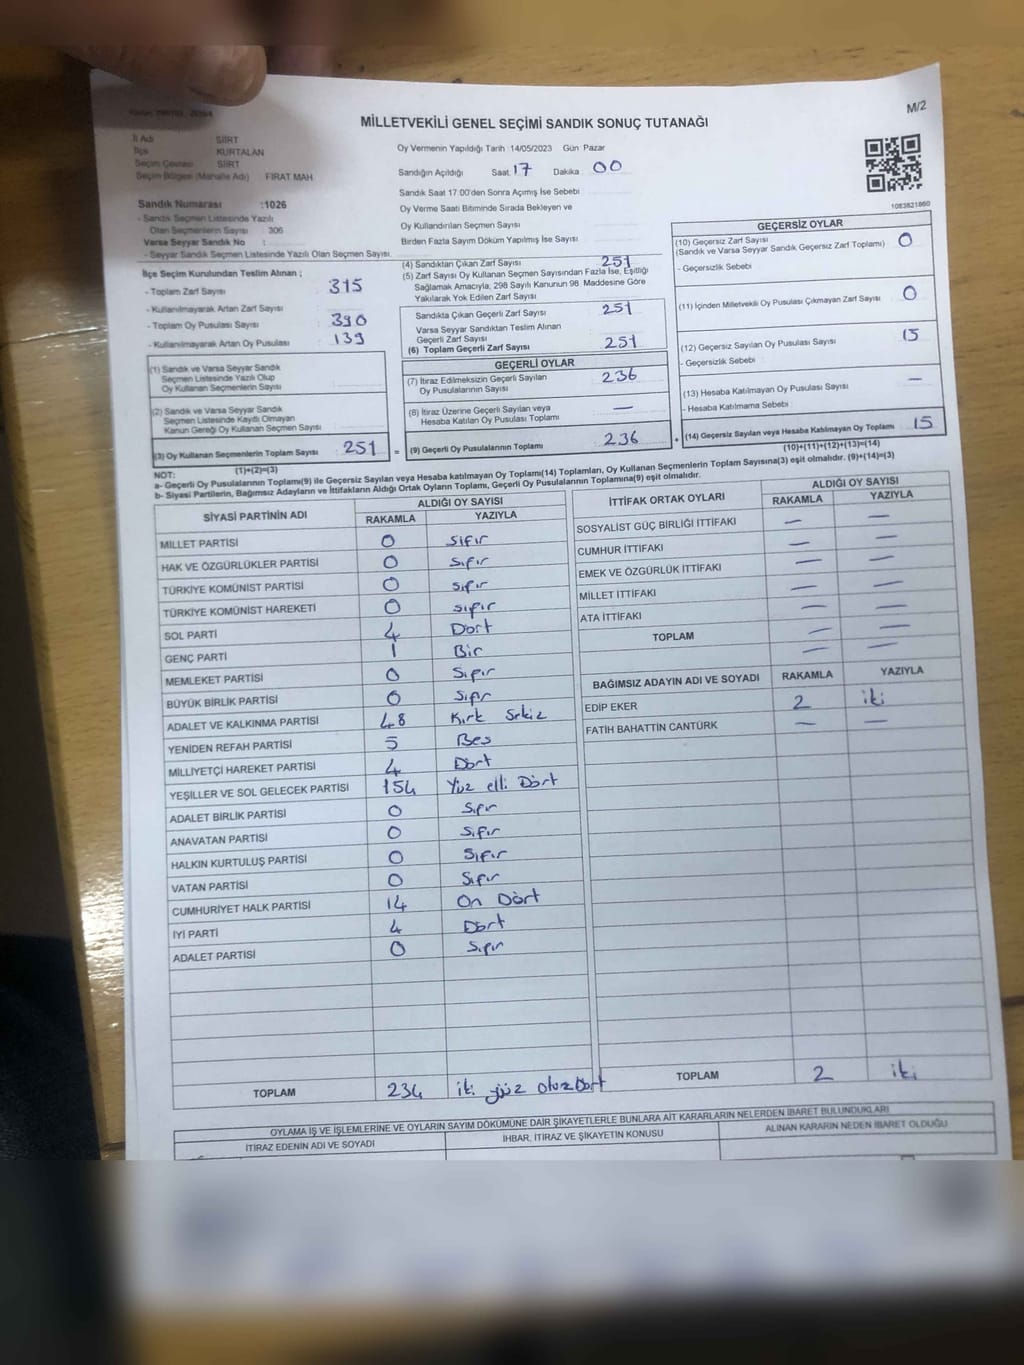 M/2
MİLLETVEKİLİ GENEL SEÇİMİ SANDIK SONUÇ TUTANAĞI
İl Adı SİİRT
İlçe KURTALAN
Seçim Çevresi SİİRT
Seçim Bölgesi (Mahalle Adı) FIRAT MAH
Sandık Numarası :1026
- Sandık Seçmen Listesinde Yazılı
Olan Seçmenlerin Sayısı 306
Varsa Seyyar Sandık No :
- Seyyar Sandık Seçmen Listesinde Yazılı Olan Seçmen Sayısı
Oy Vermenin Yapıldığı Tarih :14/05/2023 Gün Pazar
Sandığın Açıldığı Saat 17 Dakika 00
Sandık Saat 17:00'den Sonra Açımış İse Sebebi
Oy Verme Saati Bitiminde Sırada Bekleyen ve
Oy Kullandırılan Seçmen Sayısı
Birden Fazla Sayım Döküm Yapılmış İse Sayısı
1083821860
İlçe Seçim Kurulundan Teslim Alınan ;
- Toplam Zarf Sayısı : 315
- Kullanılmayarak Artan Zarf Sayısı :
- Toplam Oy Pusulası Sayısı : 390
- Kullanılmayarak Artan Oy Pusulası : 139
(1) Sandık ve Varsa Seyyar Sandık
Seçmen Listesinde Yazılı Olup
Oy Kullanan Seçmenlerin Sayısı
(2) Sandık ve Varsa Seyyar Sandık
Seçmen Listesinde Kayıtlı Olmayan
Kanun Gereği Oy Kullanan Seçmen Sayısı
(3) Oy Kullanan Seçmenlerin Toplam Sayısı : 251
(1)+(2)=(3)
(4) Sandıktan Çıkan Zarf Sayısı 251
(5) Zarf Sayısı Oy Kullanan Seçmen Sayısından Fazla İse, Eşitliği
Sağlamak Amacıyla, 298 Sayılı Kanunun 98. Maddesine Göre
Yakılarak Yok Edilen Zarf Sayısı
Sandıkta Çıkan Geçerli Zarf Sayısı 251
Varsa Seyyar Sandıktan Teslim Alınan
Geçerli Zarf Sayısı
(6) Toplam Geçerli Zarf Sayısı 251
GEÇERLİ OYLAR
(7) İtiraz Edilmeksizin Geçerli Sayılan
Oy Pusulalarının Sayısı 236
(8) İtiraz Üzerine Geçerli Sayılan veya
Hesaba Katılan Oy Pusulası Toplamı —
= (9) Geçerli Oy Pusulalarının Toplamı : 236
GEÇERSİZ OYLAR
(10) Geçersiz Zarf Sayısı 0
(Sandık ve Varsa Seyyar Sandık Geçersiz Zarf Toplamı)
- Geçersizlik Sebebi
(11) İçinden Milletvekili Oy Pusulası Çıkmayan Zarf Sayısı 0
(12) Geçersiz Sayılan Oy Pusulası Sayısı 15
- Geçersizlik Sebebi
(13) Hesaba Katılmayan Oy Pusulası Sayısı —
- Hesaba Katılmama Sebebi
+ (14) Geçersiz Sayılan veya Hesaba Katılmayan Oy Toplamı 15
(10)+(11)+(12)+(13)=(14)
NOT:
a- Geçerli Oy Pusulalarının Toplamı(9) ile Geçersiz Sayılan veya Hesaba katılmayan Oy Toplamı(14) Toplamları, Oy Kullanan Seçmenlerin Toplam Sayısına(3) eşit olmalıdır. (9)+(14)=(3)
b- Siyasi Partilerin, Bağımsız Adayların ve İttifakların Aldığı Ortak Oyların Toplamı, Geçerli Oy Pusulalarının Toplamına(9) eşit olmalıdır.
SİYASİ PARTİNİN ADI ALDIĞI OY SAYISI
RAKAMLA YAZIYLA
MİLLET PARTİSİ 0 Sıfır
HAK VE ÖZGÜRLÜKLER PARTİSİ 0 Sıfır
TÜRKİYE KOMÜNİST PARTİSİ 0 sıfır
TÜRKİYE KOMÜNİST HAREKETİ 0 sıfır
SOL PARTİ 4 Dört
GENÇ PARTİ 1 Bir
MEMLEKET PARTİSİ 0 Sıfır
BÜYÜK BİRLİK PARTİSİ 0 Sıfır
ADALET VE KALKINMA PARTİSİ 48 Kırk Sekiz
YENİDEN REFAH PARTİSİ 5 Beş
MİLLİYETÇİ HAREKET PARTİSİ 4 Dört
YEŞİLLER VE SOL GELECEK PARTİSİ 154 Yüz elli Dört
ADALET BİRLİK PARTİSİ 0 Sıfır
ANAVATAN PARTİSİ 0 Sıfır
HALKIN KURTULUŞ PARTİSİ 0 Sıfır
VATAN PARTİSİ 0 Sıfır
CUMHURİYET HALK PARTİSİ 14 On Dört
İYİ PARTİ 4 Dört
ADALET PARTİSİ 0 Sıfır
TOPLAM 234 iki yüz otuz Dört
İTTİFAK ORTAK OYLARI ALDIĞI OY SAYISI
RAKAMLA YAZIYLA
SOSYALİST GÜÇ BİRLİĞİ İTTİFAKI — —
CUMHUR İTTİFAKI — —
EMEK VE ÖZGÜRLÜK İTTİFAKI — —
MİLLET İTTİFAKI — —
ATA İTTİFAKI — —
TOPLAM — —
BAĞIMSIZ ADAYIN ADI VE SOYADI RAKAMLA YAZIYLA
EDİP EKER 2 iki
FATİH BAHATTİN CANTÜRK — —
TOPLAM 2 iki
OYLAMA İŞ VE İŞLEMLERİNE VE OYLARIN SAYIM DÖKÜMÜNE DAİR ŞİKAYETLERLE BUNLARA AİT KARARLARIN NELERDEN İBARET BULUNDUKLARI
İTİRAZ EDENİN ADI VE SOYADI İHBAR, İTİRAZ VE ŞİKAYETİN KONUSU ALINAN KARARIN NEDEN İBARET OLDUĞU